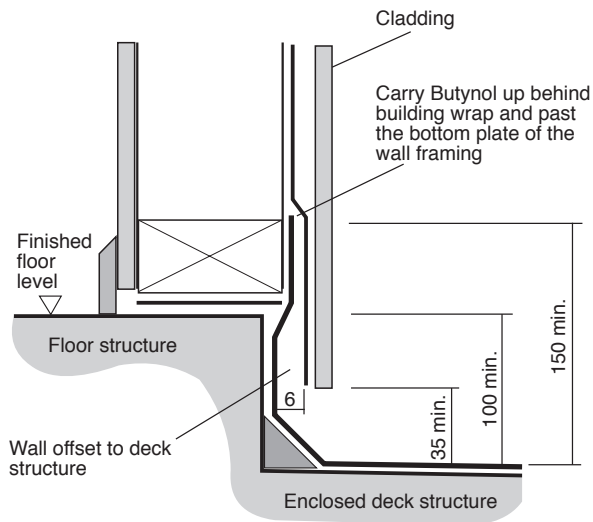 Cladding
Carry Butynol up behind
building wrap and past
the bottom plate of the
wall framing
Finished
floor
level
Floor structure
6
35 min.
100 min.
150 min.
Wall offset to deck
structure
Enclosed deck structure